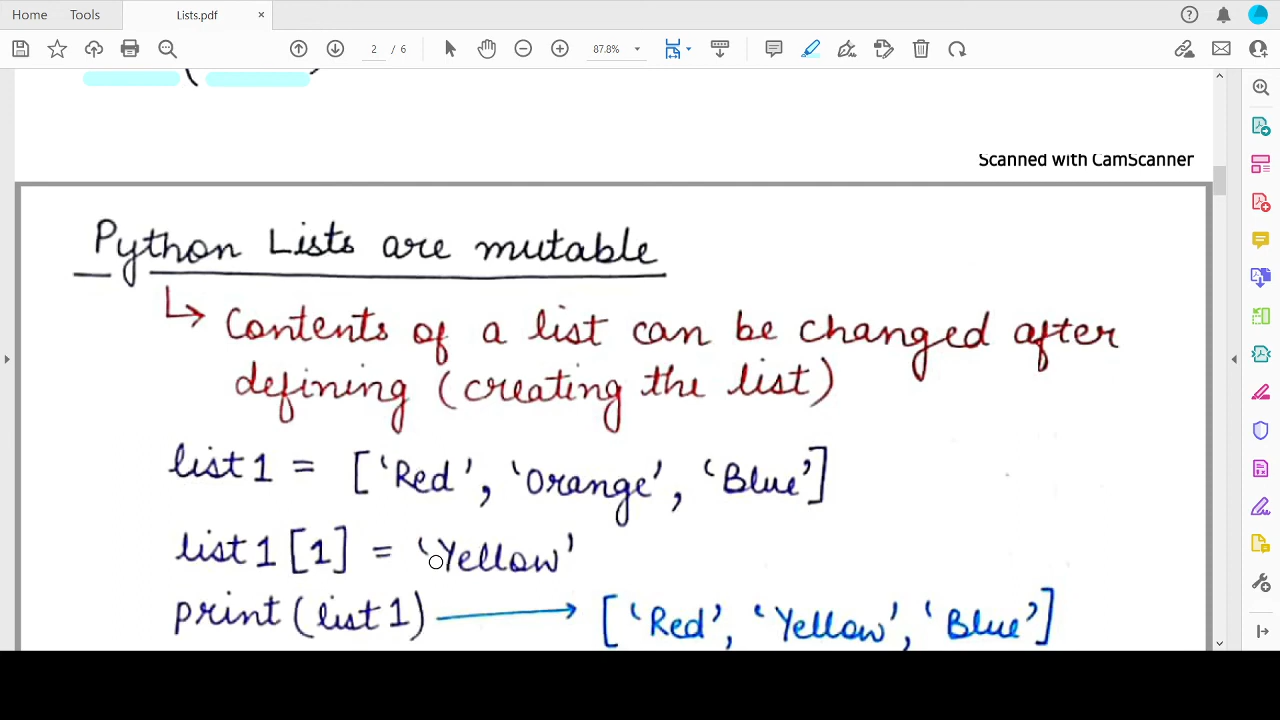 Home Tools Lists.pdf ×
2 / 6 87.8%
Scanned with CamScanner
Python Lists are mutable
↳ Contents of a list can be changed after
defining (creating the list)
list1 = ['Red', 'Orange', 'Blue']
list1[1] = 'Yellow'
print(list1) ⟶ ['Red', 'Yellow', 'Blue']